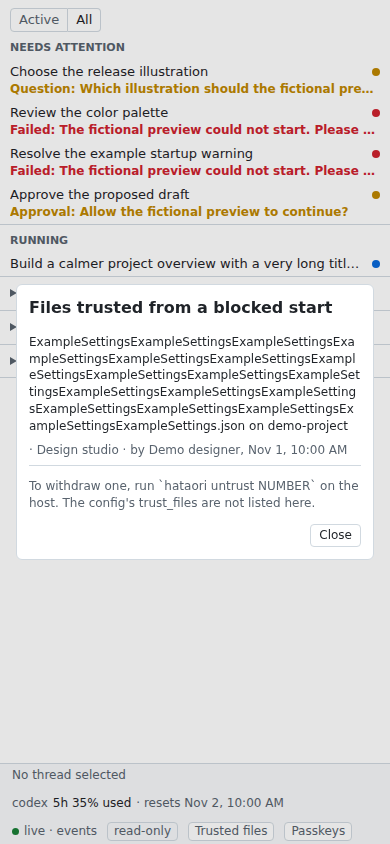 Active All
NEEDS ATTENTION
Choose the release illustration
Question: Which illustration should the fictional pre…
Review the color palette
Failed: The fictional preview could not start. Please …
Resolve the example startup warning
Failed: The fictional preview could not start. Please …
Approve the proposed draft
Approval: Allow the fictional preview to continue?
RUNNING
Build a calmer project overview with a very long titl…
Files trusted from a blocked start
ExampleSettingsExampleSettingsExampleSettingsExa
mpleSettingsExampleSettingsExampleSettingsExampl
eSettingsExampleSettingsExampleSettingsExampleSet
tingsExampleSettingsExampleSettingsExampleSetting
sExampleSettingsExampleSettingsExampleSettingsEx
ampleSettingsExampleSettings.json on demo-project
· Design studio · by Demo designer, Nov 1, 10:00 AM
To withdraw one, run `hataori untrust NUMBER` on the
host. The config's trust_files are not listed here.
Close
No thread selected
codex 5h 35% used · resets Nov 2, 10:00 AM
live · events read-only Trusted files Passkeys